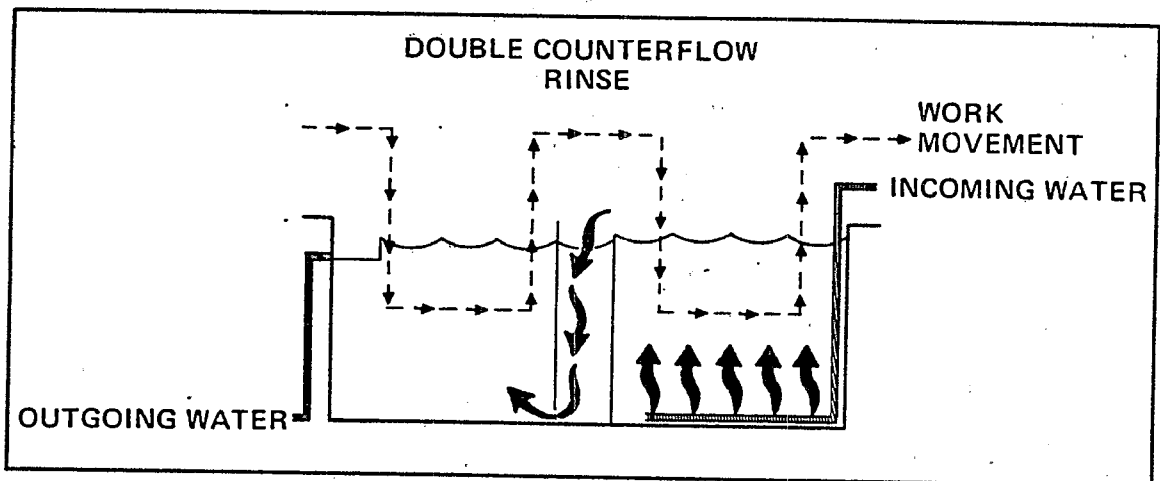 DOUBLE COUNTERFLOW
RINSE
WORK
MOVEMENT
INCOMING WATER
OUTGOING WATER